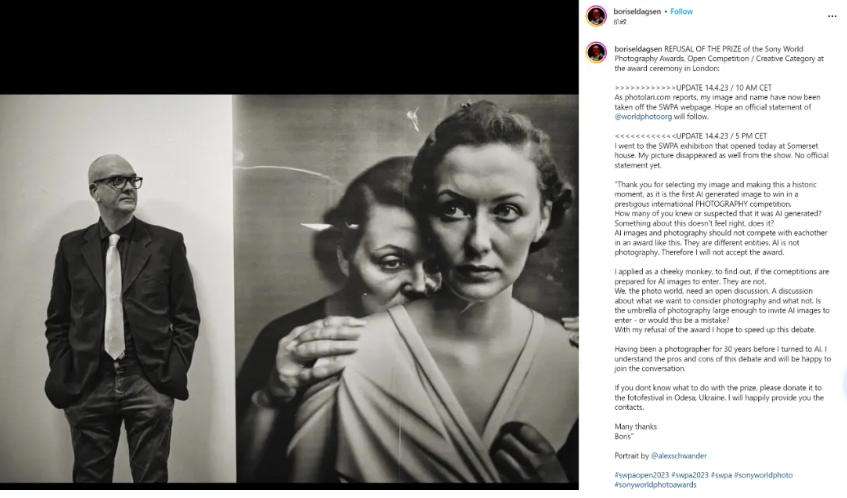 boriseldagsen • Follow
boriseldagsen REFUSAL OF THE PRIZE of the Sony World
Photography Awards, Open Competition / Creative Category at
the award ceremony in London:
>>>>>>>>>>>>UPDATE 14.4.23 / 10 AM CET
As photolari.com reports, my image and name have now been
taken off the SWPA webpage. Hope an official statement of
@worldphotoorg will follow.
<<<<<<<<<<<<UPDATE 14.4.23 / 5 PM CET
I went to the SWPA exhibition that opened today at Somerset
house. My picture disappeared as well from the show. No official
statement yet.
"Thank you for selecting my image and making this a historic
moment, as it is the first AI generated image to win in a
prestigious international PHOTOGRAPHY competition.
How many of you knew or suspected that it was AI generated?
Something about this doesn't feel right, does it?
AI images and photography should not compete with eachother
in an award like this. They are different entities. AI is not
photography. Therefore I will not accept the award.
I applied as a cheeky monkey, to find out, if the competitions are
prepared for AI images to enter. They are not.
We, the photo world, need an open discussion. A discussion
about what we want to consider photography and what not. Is
the umbrella of photography large enough to invite AI images to
enter - or would this be a mistake?
With my refusal of the award I hope to speed up this debate.
Having been a photographer for 30 years before I turned to AI, I
understand the pros and cons of this debate and will be happy to
join the conversation.
If you dont know what to do with the prize, please donate it to
the fotofestival in Odesa, Ukraine. I will happily provide you the
contacts.
Many thanks
Boris"
Portrait by @alexschwander
#swpaopen2023 #swpa2023 #swpa #sonyworldphoto
#sonyworldphotoawards